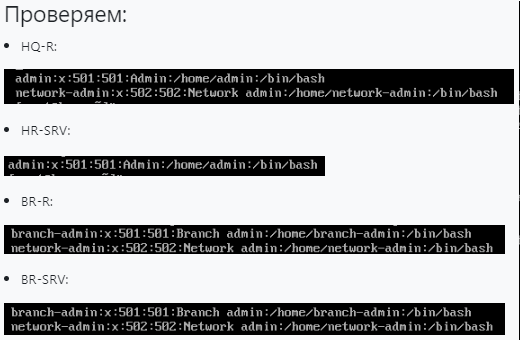 Проверяем:
HQ-R:
admin:x:501:501:Admin:/home/admin:/bin/bash
network-admin:x:502:502:Network admin:/home/network-admin:/bin/bash
HR-SRV:
admin:x:501:501:Admin:/home/admin:/bin/bash
BR-R:
branch-admin:x:501:501:Branch admin:/home/branch-admin:/bin/bash
network-admin:x:502:502:Network admin:/home/network-admin:/bin/bash
BR-SRV:
branch-admin:x:501:501:Branch admin:/home/branch-admin:/bin/bash
network-admin:x:502:502:Network admin:/home/network-admin:/bin/bash